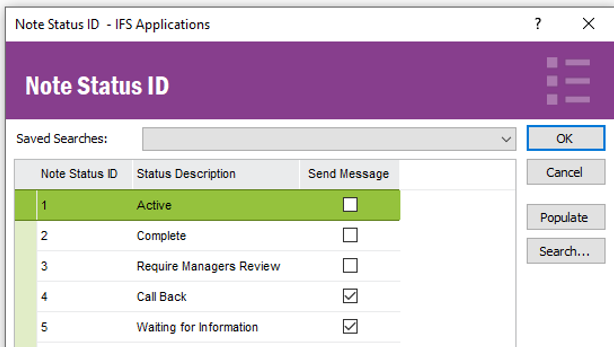 Note Status ID - IFS Applications
?
Note Status ID
Saved Searches:
OK
Note Status ID Status Description Send Message
Cancel
1 Active
Populate
2 Complete
Search...
3 Require Managers Review
4 Call Back
5 Waiting for Information